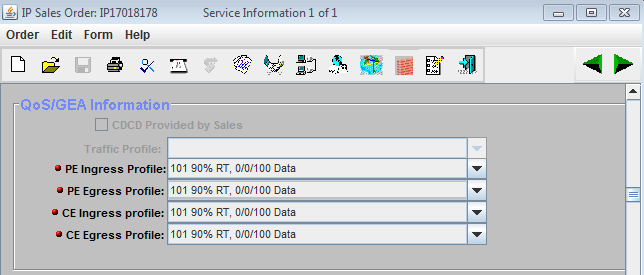 IP Sales Order: IP17018178 Service Information 1 of 1
Order Edit Form Help
QoS/GEA Information
CDCD Provided by Sales
Traffic Profile:
PE Ingress Profile: 101 90% RT, 0/0/100 Data
PE Egress Profile: 101 90% RT, 0/0/100 Data
CE Ingress profile: 101 90% RT, 0/0/100 Data
CE Egress Profile: 101 90% RT, 0/0/100 Data